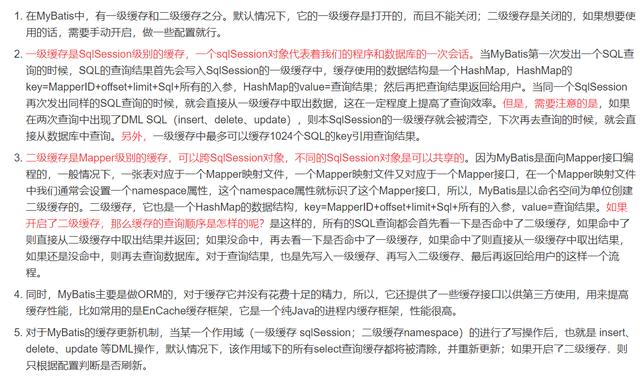 1. 在MyBatis中，有一级缓存和二级缓存之分。默认情况下，它的一级缓存是打开的，而且不能关闭；二级缓存是关闭的，如果想要使
用的话，需要手动开启，做一些配置就行。
2. 一级缓存是SqlSession级别的缓存，一个sqlSession对象代表着我们的程序和数据库的一次会话。当MyBatis第一次发出一个SQL查
询的时候，SQL的查询结果首先会写入SqlSession的一级缓存中，缓存使用的数据结构是一个HashMap，HashMap的
key=MapperID+offset+limit+Sql+所有的入参，HashMap的value=查询结果；然后再把查询结果返回给用户。当同一个SqlSession
再次发出同样的SQL查询的时候，就会直接从一级缓存中取出数据，这在一定程度上提高了查询效率。但是，需要注意的是，如果
在两次查询中出现了DML SQL（insert、delete、update），则本SqlSession的一级缓存就会被清空，下次再去查询的时候，就会直
接从数据库中查询。另外，一级缓存中最多可以缓存1024个SQL的key引用查询结果。
3. 二级缓存是Mapper级别的缓存，可以跨SqlSession对象，不同的SqlSession对象是可以共享的。因为MyBatis是面向Mapper接口编
程的，一般情况下，一张表对应于一个Mapper映射文件，一个Mapper映射文件又对应于一个Mapper接口，在一个Mapper映射文
件中我们通常会设置一个namespace属性，这个namespace属性就标识了这个Mapper接口，所以，MyBatis是以命名空间为单位创建
二级缓存的。二级缓存，它也是一个HashMap的数据结构，key=MapperID+offset+limit+Sql+所有的入参，value=查询结果。如果
开启了二级缓存，那么缓存的查询顺序是怎样的呢？是这样的，所有的SQL查询都会首先看一下是否命中了二级缓存，如果命中了
则直接从二级缓存中取出结果并返回；如果没命中，再去看一下是否命中了一级缓存，如果命中了则直接从一级缓存中取出结果，
如果还是没命中，则再去查询数据库。对于查询结果，也是先写入一级缓存、再写入二级缓存、最后再返回给用户的这样一个流
程。
4. 同时，MyBatis主要是做ORM的，对于缓存它并没有花费十足的精力，所以，它还提供了一些缓存接口以供第三方使用，用来提高
缓存性能，比如常用的是EnCache缓存框架，它是一个纯Java的进程内缓存框架，性能很高。
5. 对于MyBatis的缓存更新机制，当某一个作用域（一级缓存 sqlSession；二级缓存namespace）的进行了写操作后，也就是 insert、
delete、update 等DML操作，默认情况下，该作用域下的所有select查询缓存都将被清除，并重新更新；如果开启了二级缓存，则
只根据配置判断是否刷新。